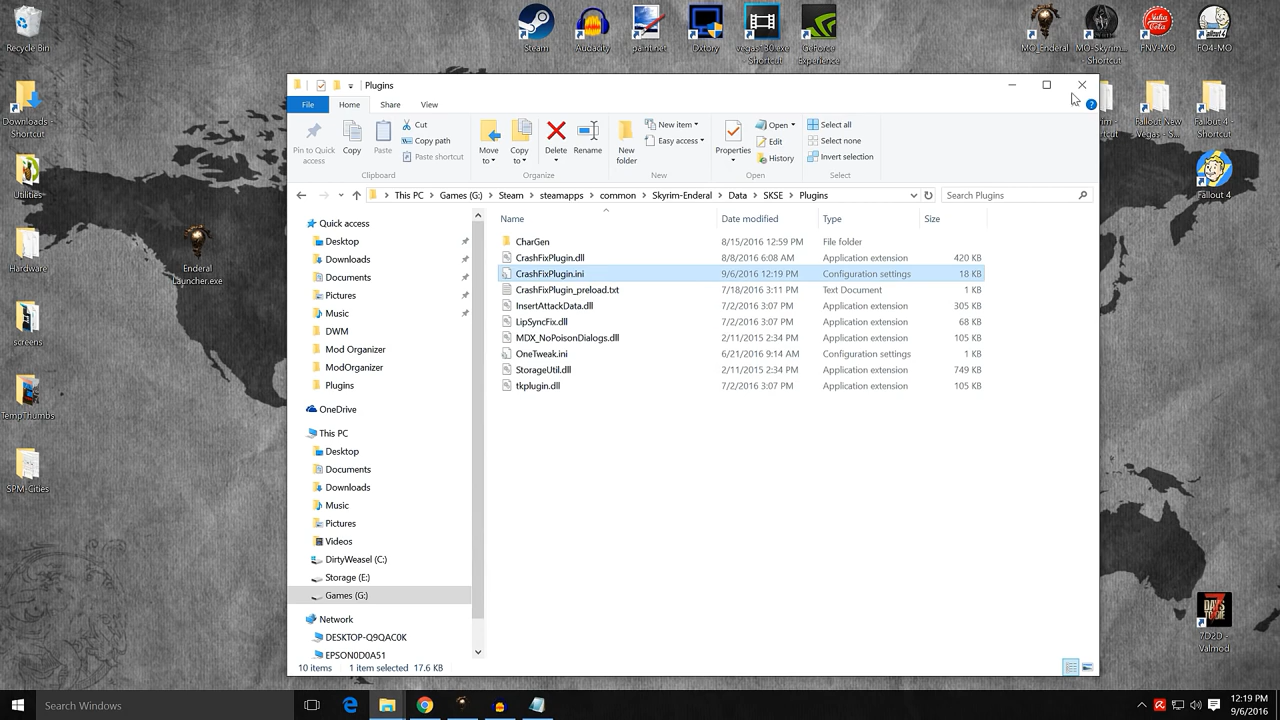 Recycle Bin
Steam
Audacity
paint.net
Dxtory
vegas130.exe
- Shortcut
GeForce
Experience
MO_Enderal
MO-Skyrim...
- Shortcut
FNV-MO
FO4-MO
Plugins
File
Home
Share
View
Pin to Quick
access
Copy
Paste
Cut
Copy path
Paste shortcut
Clipboard
Move
to
Copy
to
Delete
Rename
Organize
New
folder
New item
Easy access
New
Properties
Open
Edit
History
Open
Select all
Select none
Invert selection
Select
This PC
Games (G:)
Steam
steamapps
common
Skyrim-Enderal
Data
SKSE
Plugins
Search Plugins
Downloads -
Shortcut
Utilities
Hardware
screens
TempThumbs
SPM-Cities
Enderal
Launcher.exe
- Shortcut
Fallout New
Vegas - S...
Fallout 4 -
Shortcut
Fallout 4
7D2D -
Valmod
Quick access
Desktop
Downloads
Documents
Pictures
Music
DWM
Mod Organizer
ModOrganizer
Plugins
OneDrive
This PC
Desktop
Documents
Downloads
Music
Pictures
Videos
DirtyWeasel (C:)
Storage (E:)
Games (G:)
Network
DESKTOP-Q9QAC0K
EPSON0D0A51
Name Date modified Type Size
CharGen 8/15/2016 12:59 PM File folder
CrashFixPlugin.dll 8/8/2016 6:08 AM Application extension 420 KB
CrashFixPlugin.ini 9/6/2016 12:19 PM Configuration settings 18 KB
CrashFixPlugin_preload.txt 7/18/2016 3:11 PM Text Document 1 KB
InsertAttackData.dll 7/2/2016 3:07 PM Application extension 305 KB
LipSyncFix.dll 7/2/2016 3:07 PM Application extension 68 KB
MDX_NoPoisonDialogs.dll 2/11/2015 2:34 PM Application extension 105 KB
OneTweak.ini 6/21/2016 9:14 AM Configuration settings 1 KB
StorageUtil.dll 2/11/2015 2:34 PM Application extension 749 KB
tkplugin.dll 7/2/2016 3:07 PM Application extension 105 KB
10 items 1 item selected 17.6 KB
Search Windows
12:19 PM
9/6/2016